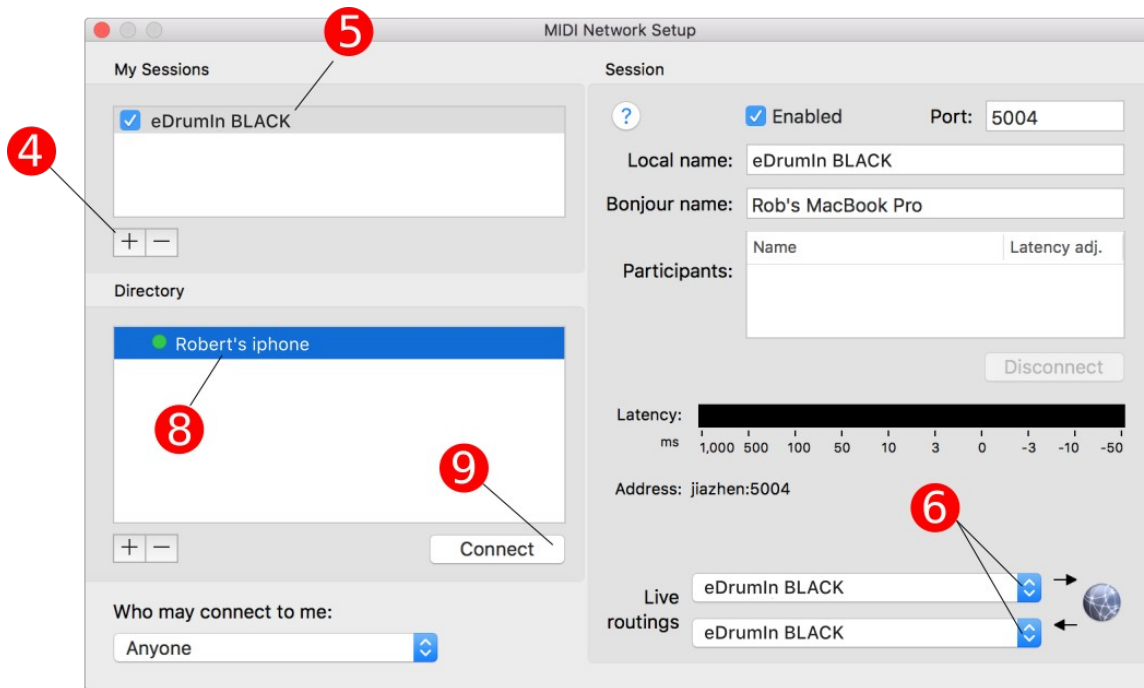 MIDI Network Setup
5
My Sessions
eDrumIn BLACK
4
+ −
Directory
Robert's iphone
8
9
+ −
Connect
Who may connect to me:
Anyone
Session
? Enabled Port: 5004
Local name: eDrumIn BLACK
Bonjour name: Rob's MacBook Pro
Name Latency adj.
Participants:
Disconnect
Latency:
ms 1,000 500 100 50 10 3 0 -3 -10 -50
Address: jiazhen:5004
6
Live routings
eDrumIn BLACK
eDrumIn BLACK